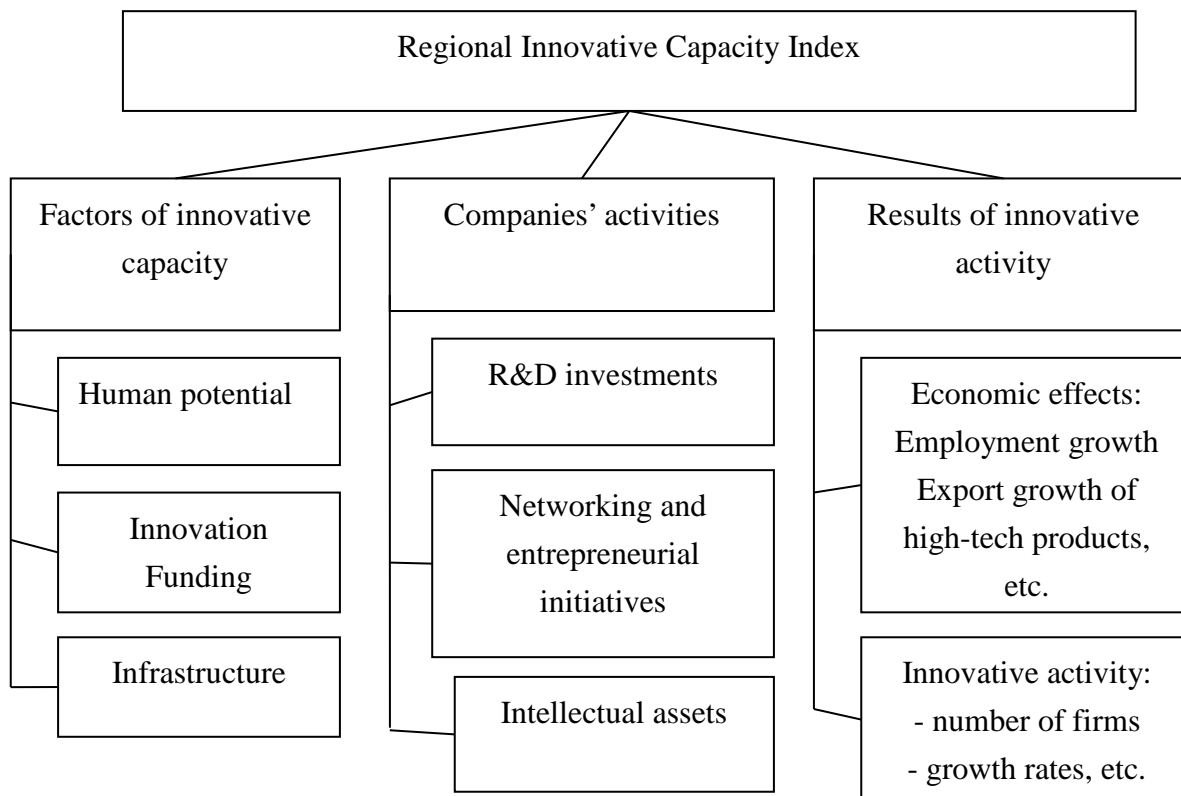 Regional Innovative Capacity Index
Factors of innovative
capacity
Human potential
Innovation
Funding
Infrastructure
Companies’ activities
R&D investments
Networking and
entrepreneurial
initiatives
Intellectual assets
Results of innovative
activity
Economic effects:
Employment growth
Export growth of
high-tech products,
etc.
Innovative activity:
- number of firms
- growth rates, etc.